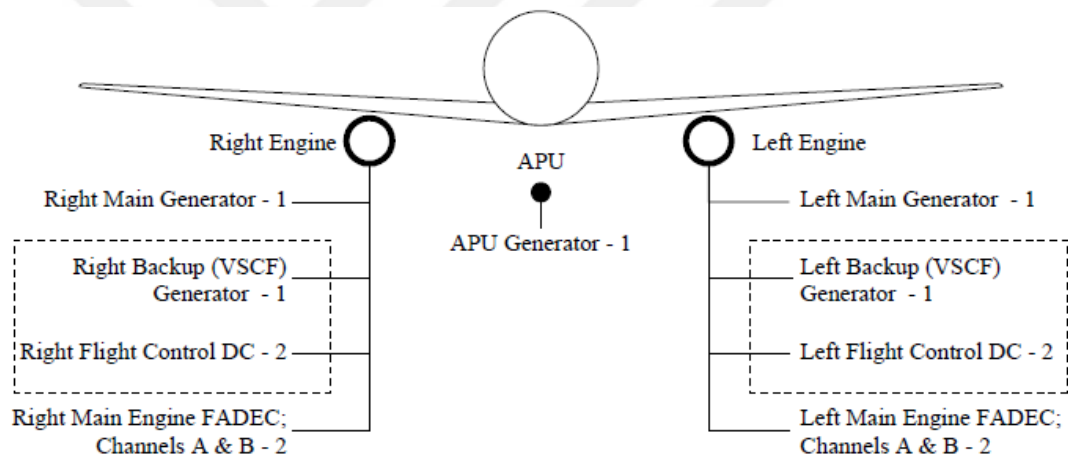 Right Engine
APU
Left Engine
Right Main Generator - 1
Left Main Generator - 1
APU Generator - 1
Right Backup (VSCF)
Generator - 1
Left Backup (VSCF)
Generator - 1
Right Flight Control DC - 2
Left Flight Control DC - 2
Right Main Engine FADEC;
Channels A & B - 2
Left Main Engine FADEC;
Channels A & B - 2